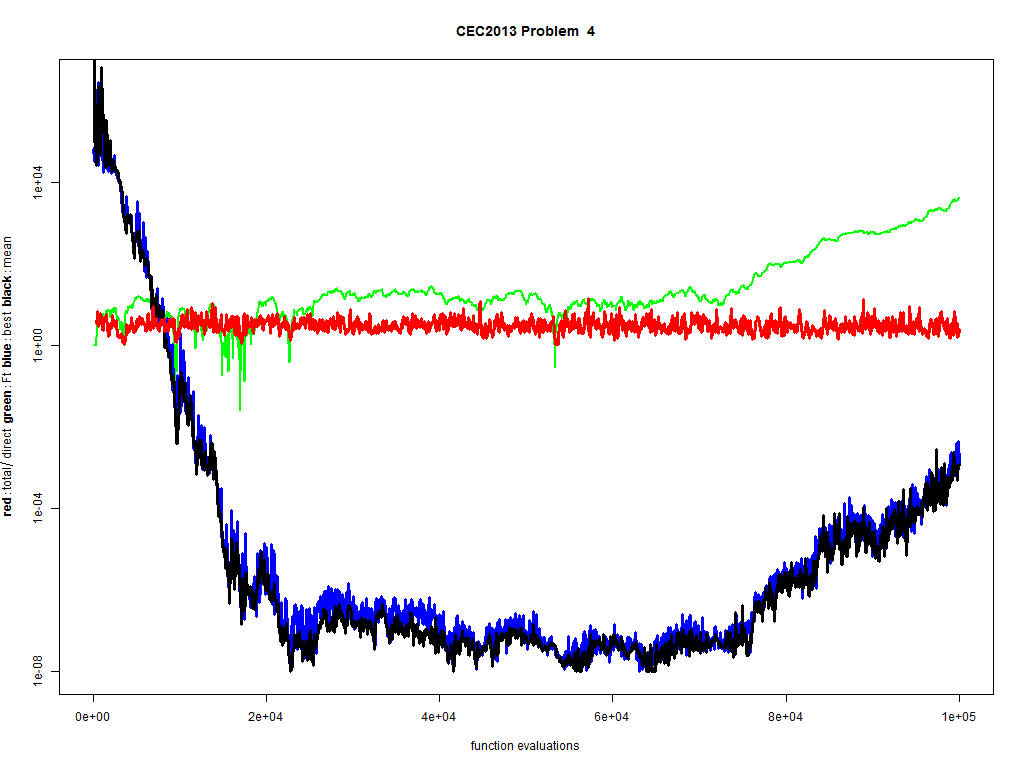 CEC2013 Problem  4
red : total/ direct green : Ft blue : best black : mean
1e+04
1e+00
1e-04
1e-08
0e+00 2e+04 4e+04 6e+04 8e+04 1e+05
function evaluations